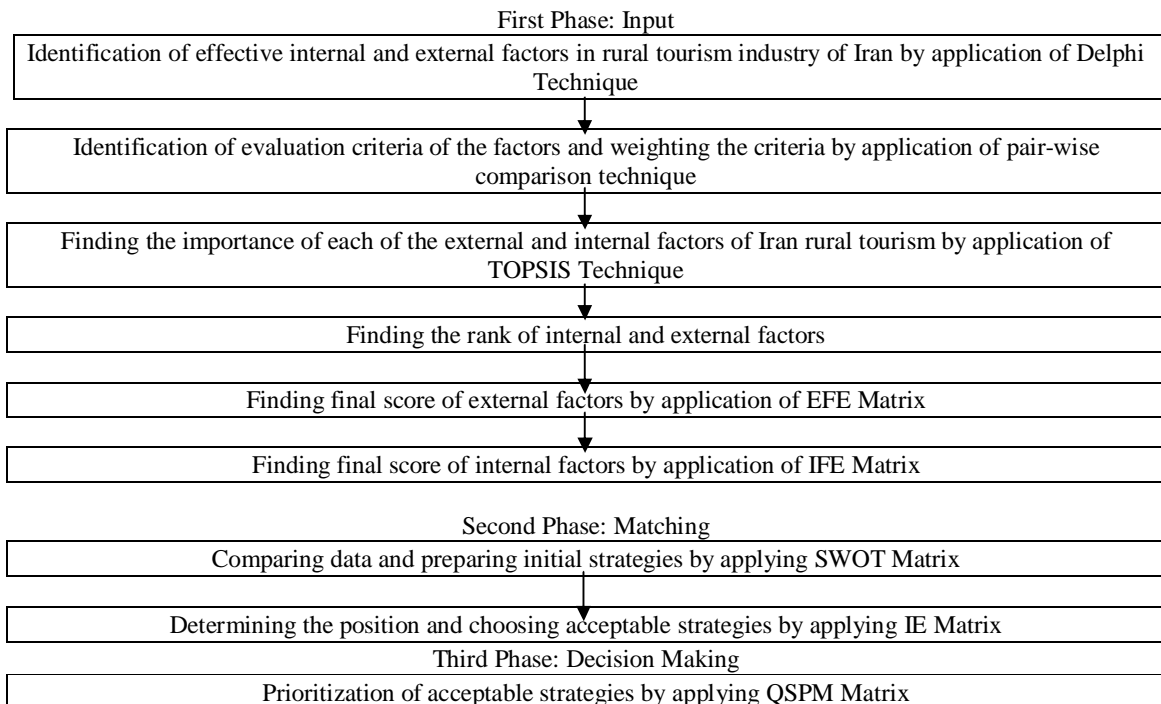 First Phase: Input
Identification of effective internal and external factors in rural tourism industry of Iran by application of Delphi
Technique
Identification of evaluation criteria of the factors and weighting the criteria by application of pair-wise
comparison technique
Finding the importance of each of the external and internal factors of Iran rural tourism by application of
TOPSIS Technique
Finding the rank of internal and external factors
Finding final score of external factors by application of EFE Matrix
Finding final score of internal factors by application of IFE Matrix
Second Phase: Matching
Comparing data and preparing initial strategies by applying SWOT Matrix
Determining the position and choosing acceptable strategies by applying IE Matrix
Third Phase: Decision Making
Prioritization of acceptable strategies by applying QSPM Matrix